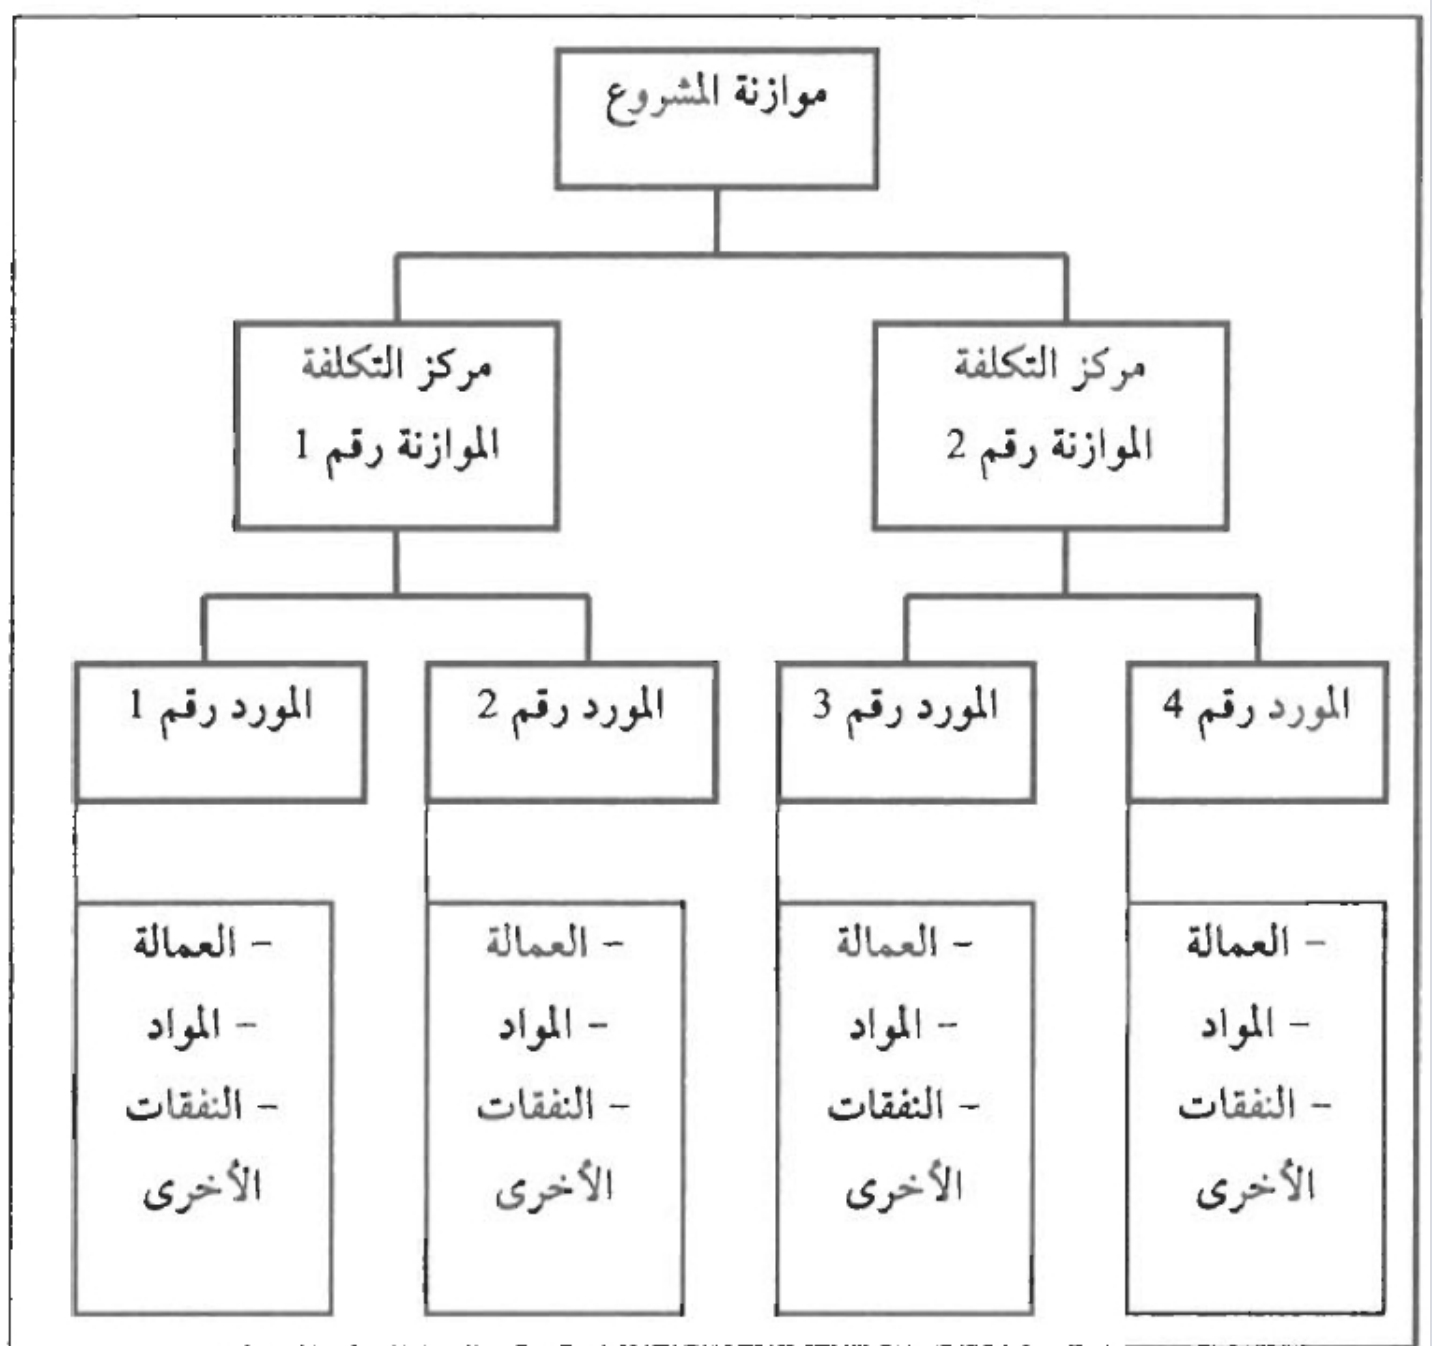 موازنة المشروع
مركز التكلفة
الموازنة رقم 1
مركز التكلفة
الموازنة رقم 2
المورد رقم 1
المورد رقم 2
المورد رقم 3
المورد رقم 4
- العمالة
- المواد
- النفقات
الأخرى
- العمالة
- المواد
- النفقات
الأخرى
- العمالة
- المواد
- النفقات
الأخرى
- العمالة
- المواد
- النفقات
الأخرى